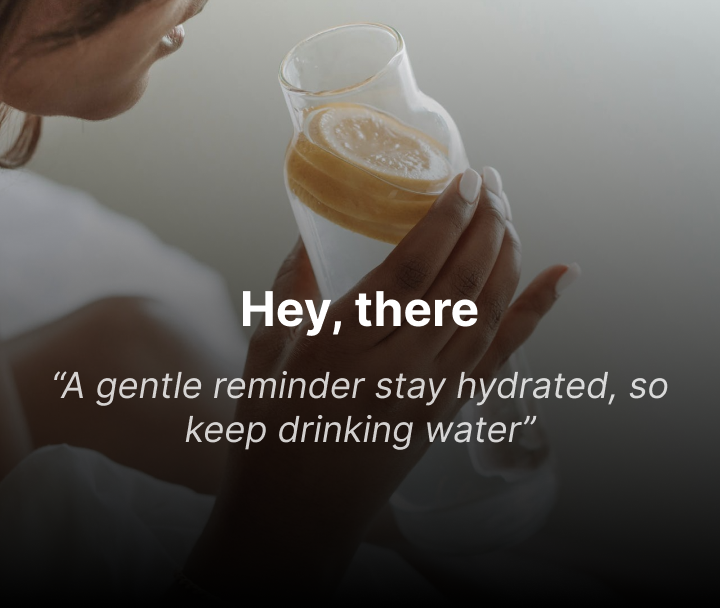 Hey, there
“A gentle reminder stay hydrated, so
keep drinking water”